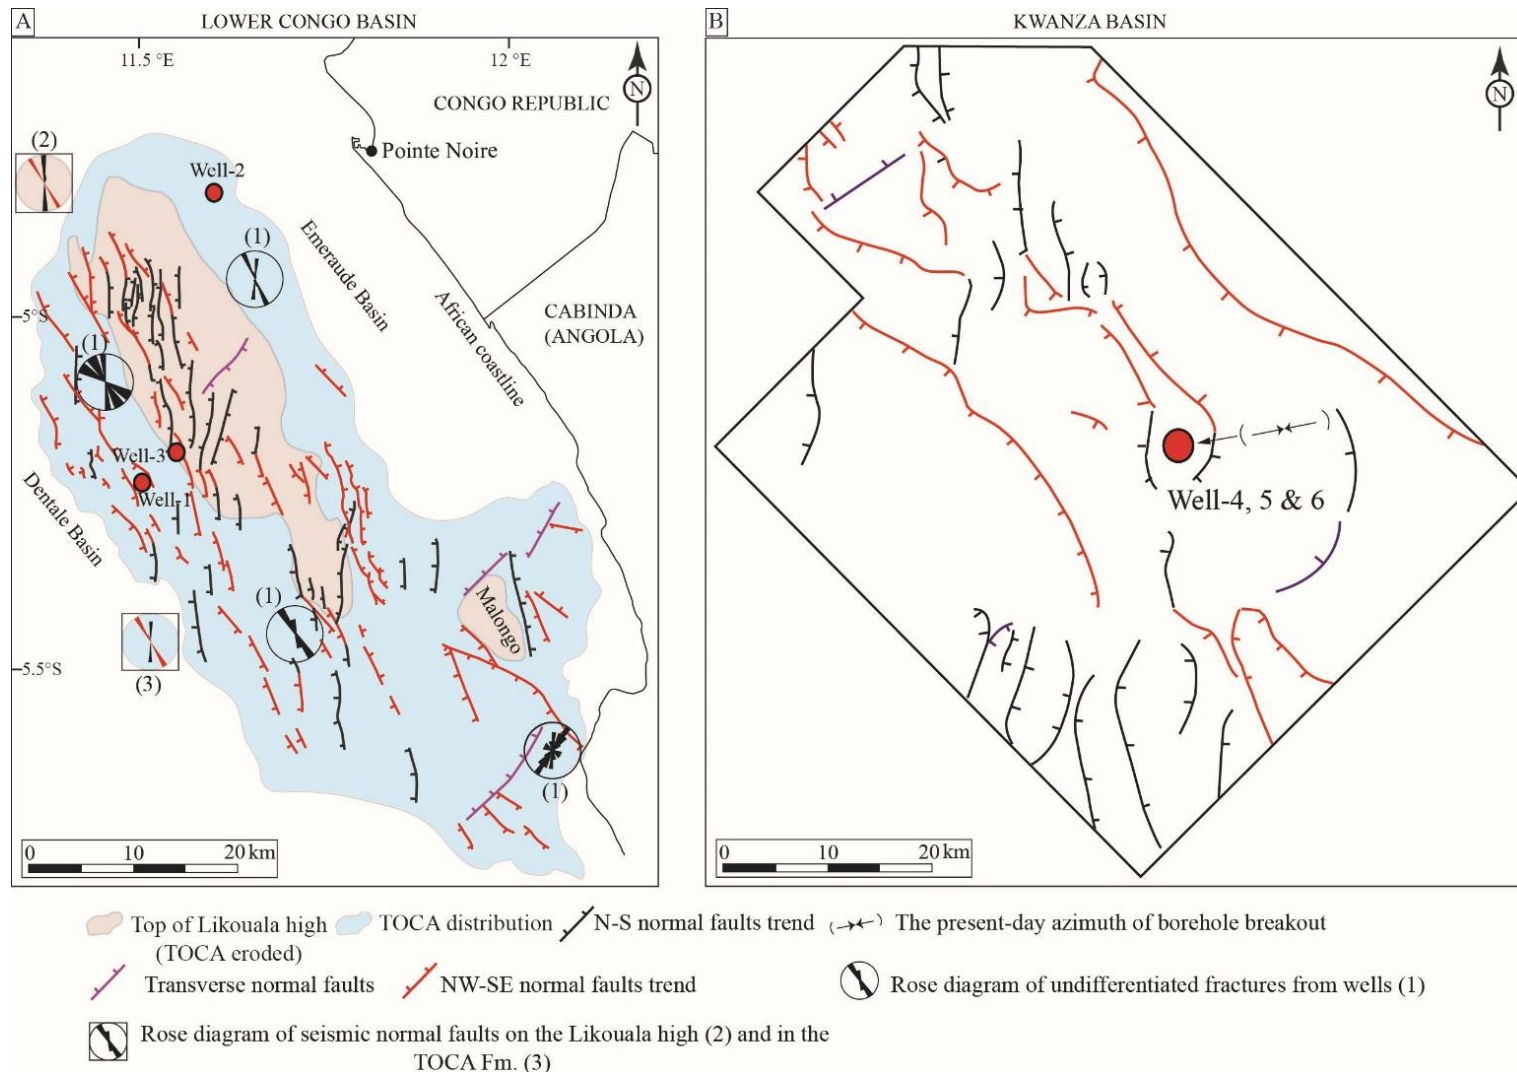 A
LOWER CONGO BASIN
11.5 °E
12 °E
N
CONGO REPUBLIC
Pointe Noire
(2)
Well-2
(1)
Emeraude Basin
African coastline
CABINDA
(ANGOLA)
5°S
(1)
Well-3
Well-1
Dentale Basin
(1)
Malongo
(3)
5.5°S
(1)
0 10 20 km
B
KWANZA BASIN
N
Well-4, 5 & 6
0 10 20 km
Top of Likouala high
(TOCA eroded)
TOCA distribution
N-S normal faults trend
The present-day azimuth of borehole breakout
Transverse normal faults
NW-SE normal faults trend
Rose diagram of undifferentiated fractures from wells (1)
Rose diagram of seismic normal faults on the Likouala high (2) and in the
TOCA Fm. (3)